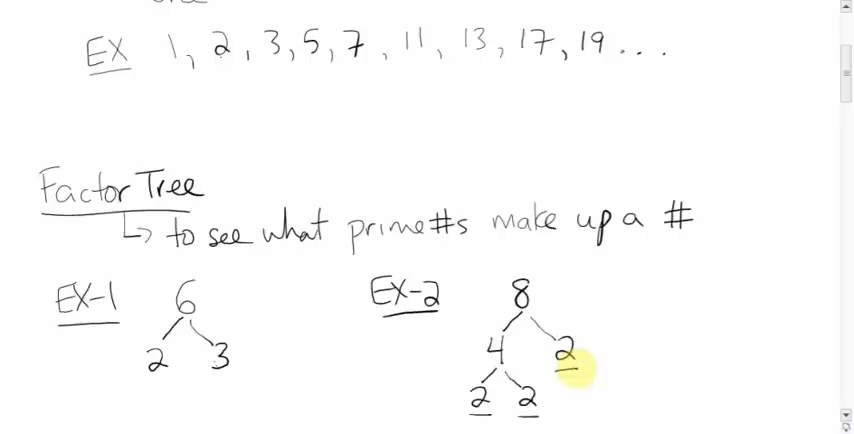 EX 1, 2, 3, 5, 7, 11, 13, 17, 19 ...
Factor Tree
↳ to see what prime #s make up a #
EX-1 6
2 3
EX-2 8
4 2
2 2